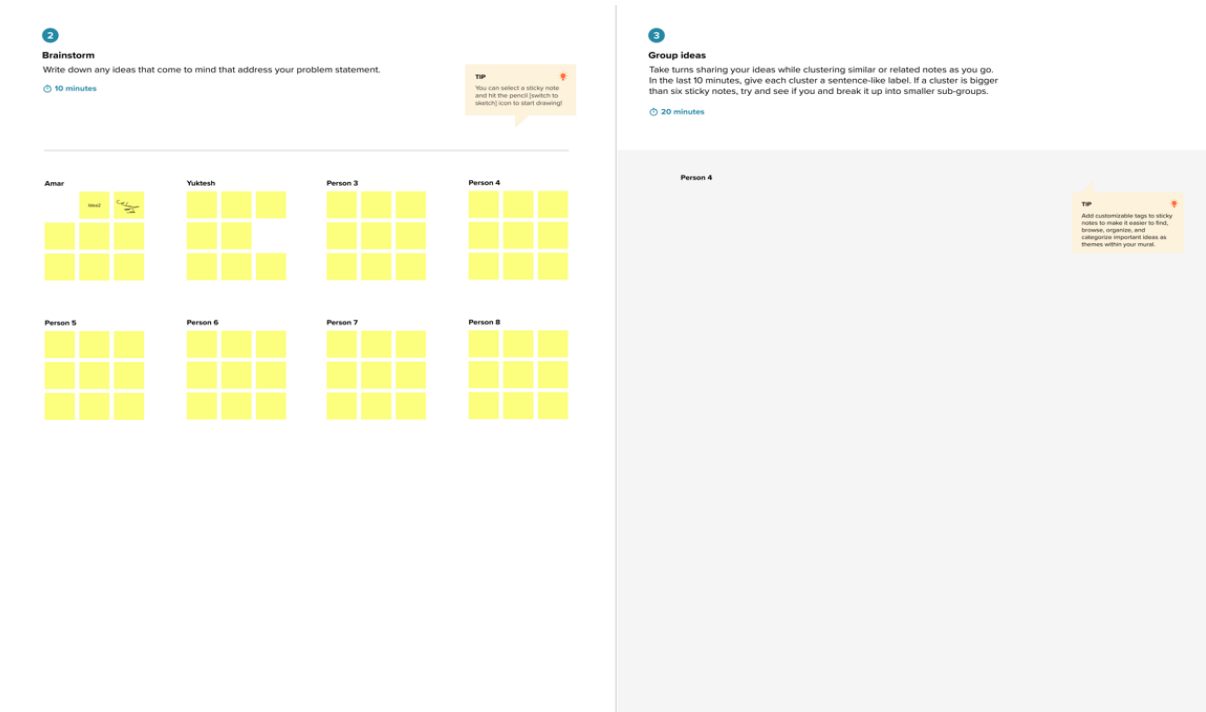 2
Brainstorm
Write down any ideas that come to mind that address your problem statement.
10 minutes
TIP
You can select a sticky note
and hit the pencil [switch to
sketch] icon to start drawing!
Amar
Yuktesh
Person 3
Person 4
Person 5
Person 6
Person 7
Person 8
3
Group ideas
Take turns sharing your ideas while clustering similar or related notes as you go.
In the last 10 minutes, give each cluster a sentence-like label. If a cluster is bigger
than six sticky notes, try and see if you and break it up into smaller sub-groups.
20 minutes
Person 4
TIP
Add customizable tags to sticky
notes to make it easier to find,
browse, organize, and
categorize important ideas as
themes within your mural.